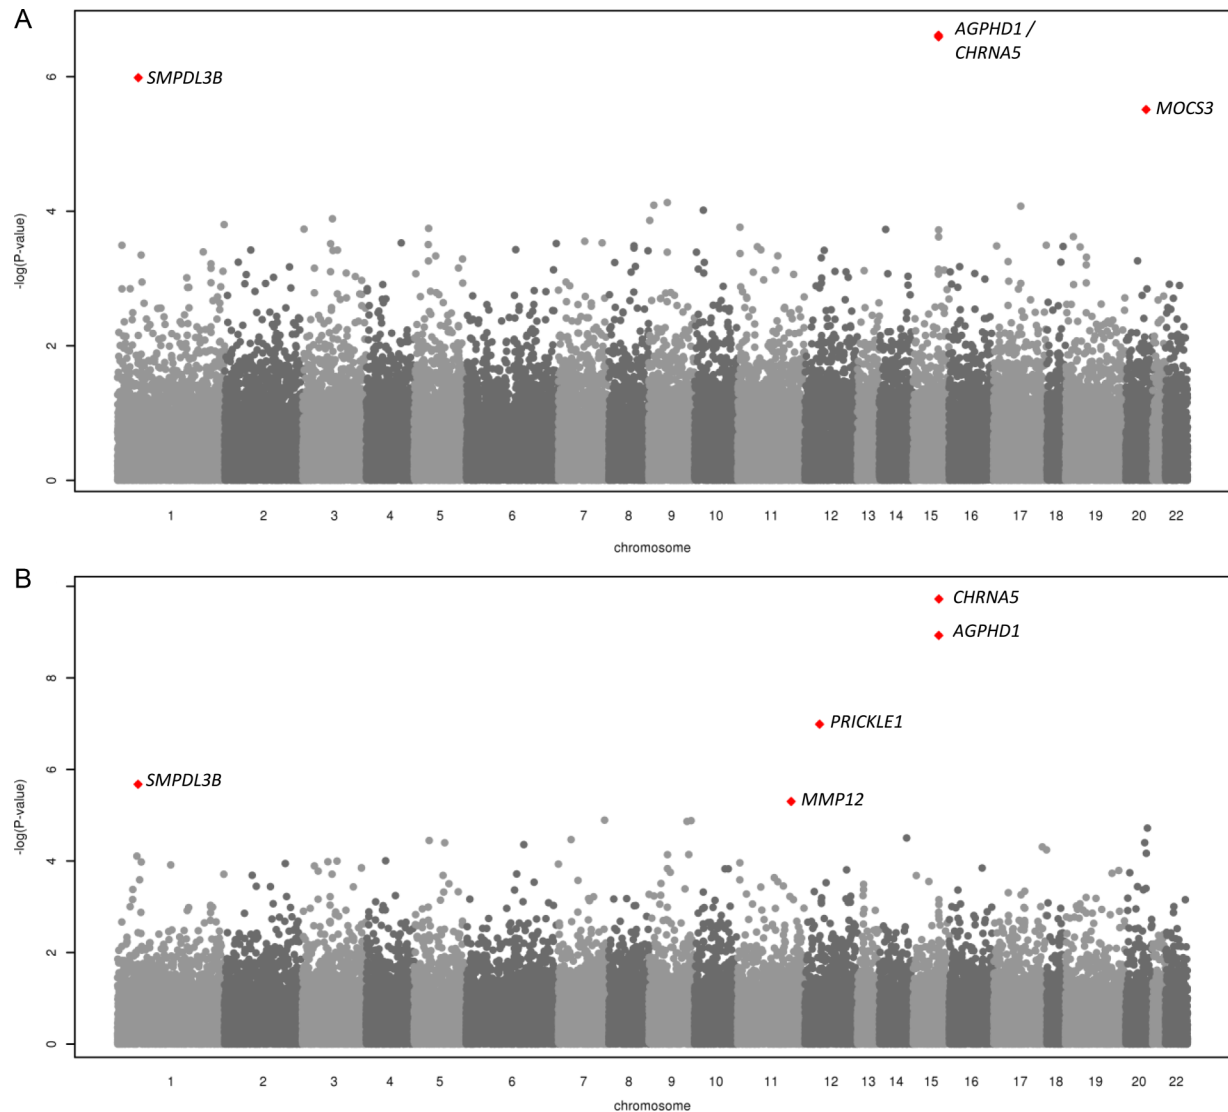 A
AGPHD1 /
CHRNA5
SMPDL3B
MOCS3
6
4
2
0
-log(P-value)
1 2 3 4 5 6 7 8 9 10 11 12 13 14 15 16 17 18 19 20 22
chromosome
B
CHRNA5
AGPHD1
PRICKLE1
SMPDL3B
MMP12
8
6
4
2
0
-log(P-value)
1 2 3 4 5 6 7 8 9 10 11 12 13 14 15 16 17 18 19 20 22
chromosome